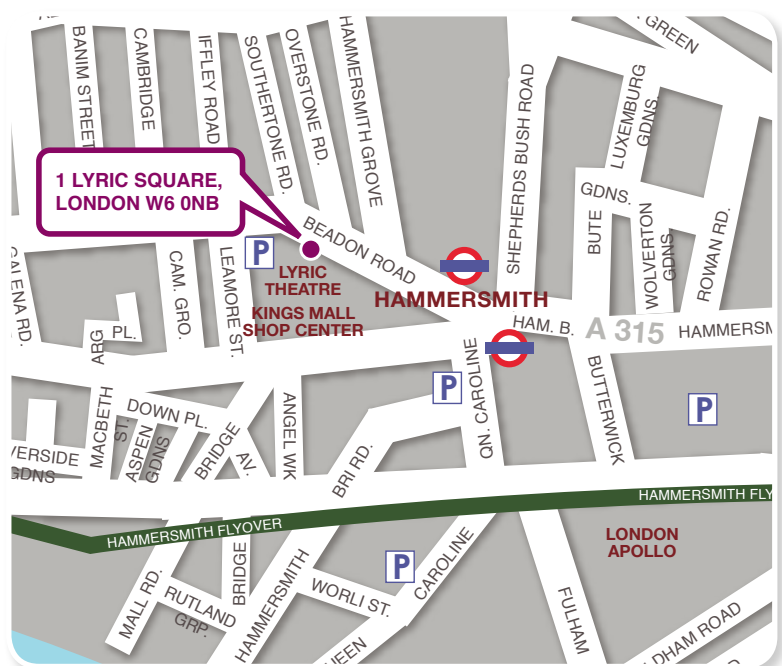 GREEN
BANIM STREET
CAMBRIDGE
IFFLEY ROAD
SOUTHERTONE RD.
OVERSTONE RD.
HAMMERSMITH GROVE
SHEPHERDS BUSH ROAD
LUXEMBURG
GDNS.
1 LYRIC SQUARE,
LONDON W6 0NB
GDNS.
BUTE
WOLVERTON
GDNS.
ROWAN RD.
BEADON ROAD
P
LYRIC
THEATRE
KINGS MALL
SHOP CENTER
HAMMERSMITH
GALENA RD.
CAM. GRO.
LEAMORE ST.
ARG
PL.
HAM. B.
A 315
HAMMERSM
QN. CAROLINE
BUTTERWICK
P
P
MACBETH
ST.
DOWN PL.
ASPEN
GDNS
BRIDGE
AV.
ANGEL WK
BRI RD.
VERSIDE
GDNS
HAMMERSMITH FLY
HAMMERSMITH FLYOVER
LONDON
APOLLO
P
MALL RD.
RUTLAND
GRP.
BRIDGE
HAMMERSMITH
WORLI ST.
CAROLINE
UEEN
FULHAM
LDHAM ROAD